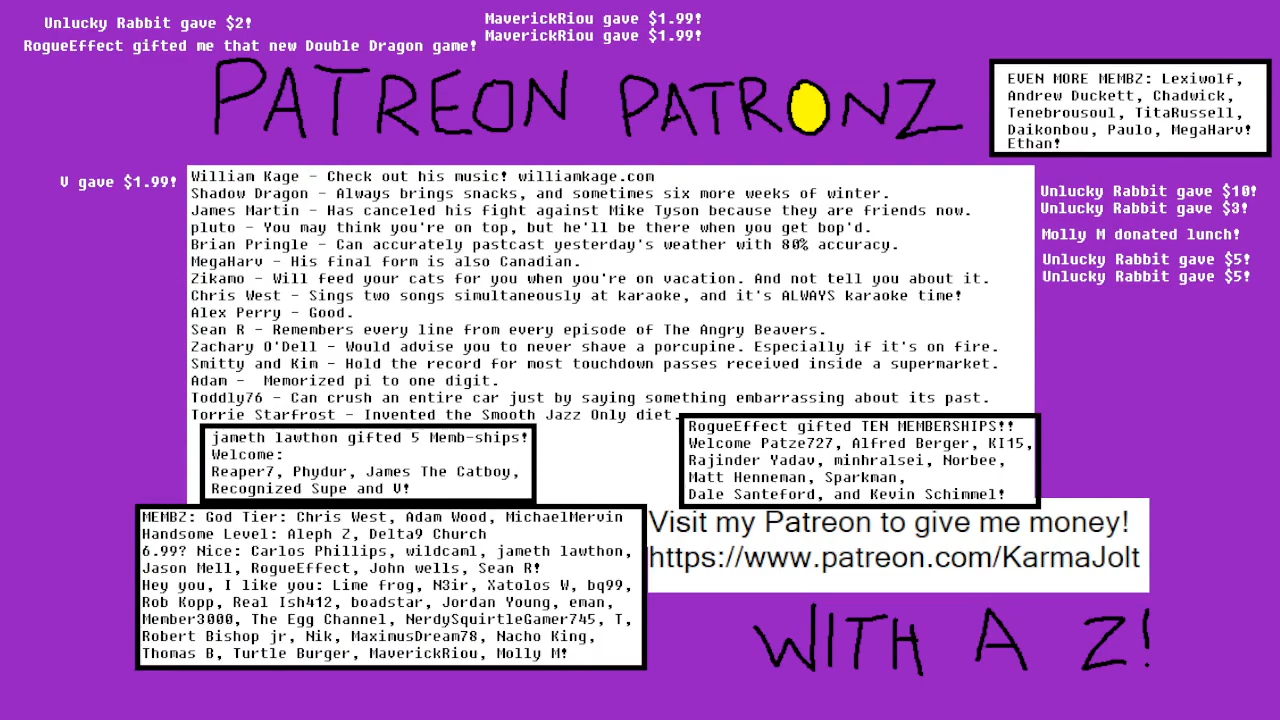 Unlucky Rabbit gave $2!
RogueEffect gifted me that new Double Dragon game!
MaverickRiou gave $1.99!
MaverickRiou gave $1.99!
PATREON PATRONZ
EVEN MORE MEMBZ: Lexiwolf,
Andrew Duckett, Chadwick,
Tenebrousoul, TitaRussell,
Daikonbou, Paulo, MegaHarv!
Ethan!
V gave $1.99!
William Kage - Check out his music! williamkage.com
Shadow Dragon - Always brings snacks, and sometimes six more weeks of winter.
James Martin - Has canceled his fight against Mike Tyson because they are friends now.
pluto - You may think you're on top, but he'll be there when you get bop'd.
Brian Pringle - Can accurately pastcast yesterday's weather with 80% accuracy.
MegaHarv - His final form is also Canadian.
Zikamo - Will feed your cats for you when you're on vacation. And not tell you about it.
Chris West - Sings two songs simultaneously at karaoke, and it's ALWAYS karaoke time!
Alex Perry - Good.
Sean R - Remembers every line from every episode of The Angry Beavers.
Zachary O'Dell - Would advise you to never shave a porcupine. Especially if it's on fire.
Smitty and Kim - Hold the record for most touchdown passes received inside a supermarket.
Adam -  Memorized pi to one digit.
Toddly76 - Can crush an entire car just by saying something embarrassing about its past.
Torrie Starfrost - Invented the Smooth Jazz Only diet.
Unlucky Rabbit gave $10!
Unlucky Rabbit gave $3!
Molly M donated lunch!
Unlucky Rabbit gave $5!
Unlucky Rabbit gave $5!
jameth lawthon gifted 5 Memb-ships!
Welcome:
Reaper7, Phydur, James The Catboy,
Recognized Supe and V!
RogueEffect gifted TEN MEMBERSHIPS!!
Welcome Patze727, Alfred Berger, KI15,
Rajinder Yadav, minhralsei, Norbee,
Matt Henneman, Sparkman,
Dale Santeford, and Kevin Schimmel!
MEMBZ: God Tier: Chris West, Adam Wood, MichaelMervin
Handsome Level: Aleph Z, Delta9 Church
6.99? Nice: Carlos Phillips, wildcaml, jameth lawthon,
Jason Mell, RogueEffect, John wells, Sean R!
Hey you, I like you: Lime frog, N3ir, Xatolos W, bq99,
Rob Kopp, Real Ish412, boadstar, Jordan Young, eman,
Member3000, The Egg Channel, NerdySquirtleGamer745, T,
Robert Bishop jr, Nik, MaximusDream78, Nacho King,
Thomas B, Turtle Burger, MaverickRiou, Molly M!
Visit my Patreon to give me money!
https://www.patreon.com/KarmaJolt
WITH A Z!